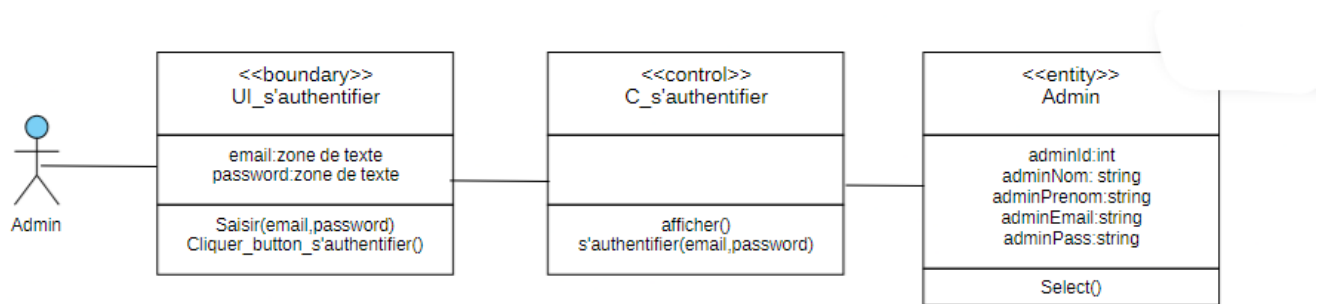 Admin
<<boundary>>
UI_s'authentifier
email:zone de texte
password:zone de texte
Saisir(email,password)
Cliquer_button_s'authentifier()
<<control>>
C_s'authentifier
afficher()
s'authentifier(email,password)
<<entity>>
Admin
adminId:int
adminNom: string
adminPrenom:string
adminEmail:string
adminPass:string
Select()